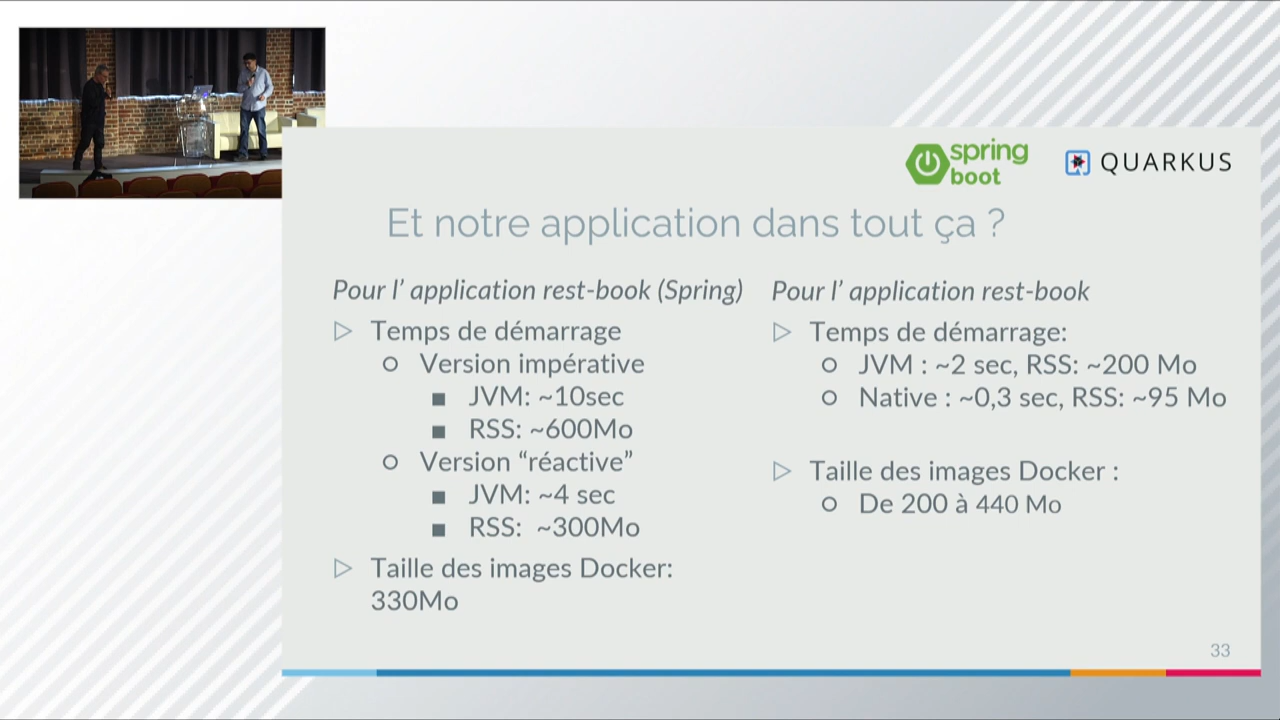 spring
boot
QUARKUS
Et notre application dans tout ça ?
Pour l’ application rest-book (Spring)
Temps de démarrage
Version impérative
JVM: ~10sec
RSS: ~600Mo
Version “réactive”
JVM: ~4 sec
RSS: ~300Mo
Taille des images Docker:
330Mo
Pour l’ application rest-book
Temps de démarrage:
JVM : ~2 sec, RSS: ~200 Mo
Native : ~0,3 sec, RSS: ~95 Mo
Taille des images Docker :
De 200 à 440 Mo
33